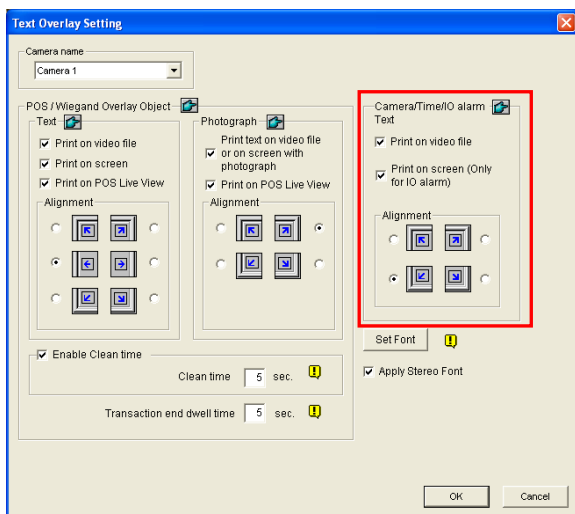 Text Overlay Setting
Camera name
Camera 1
POS / Wiegand Overlay Object
Text
Print on video file
Print on screen
Print on POS Live View
Alignment
Photograph
Print text on video file
or on screen with
photograph
Print on POS Live View
Alignment
Enable Clean time
Clean time 5 sec.
Transaction end dwell time 5 sec.
Camera/Time/IO alarm
Text
Print on video file
Print on screen (Only
for IO alarm)
Alignment
Set Font
Apply Stereo Font
OK
Cancel